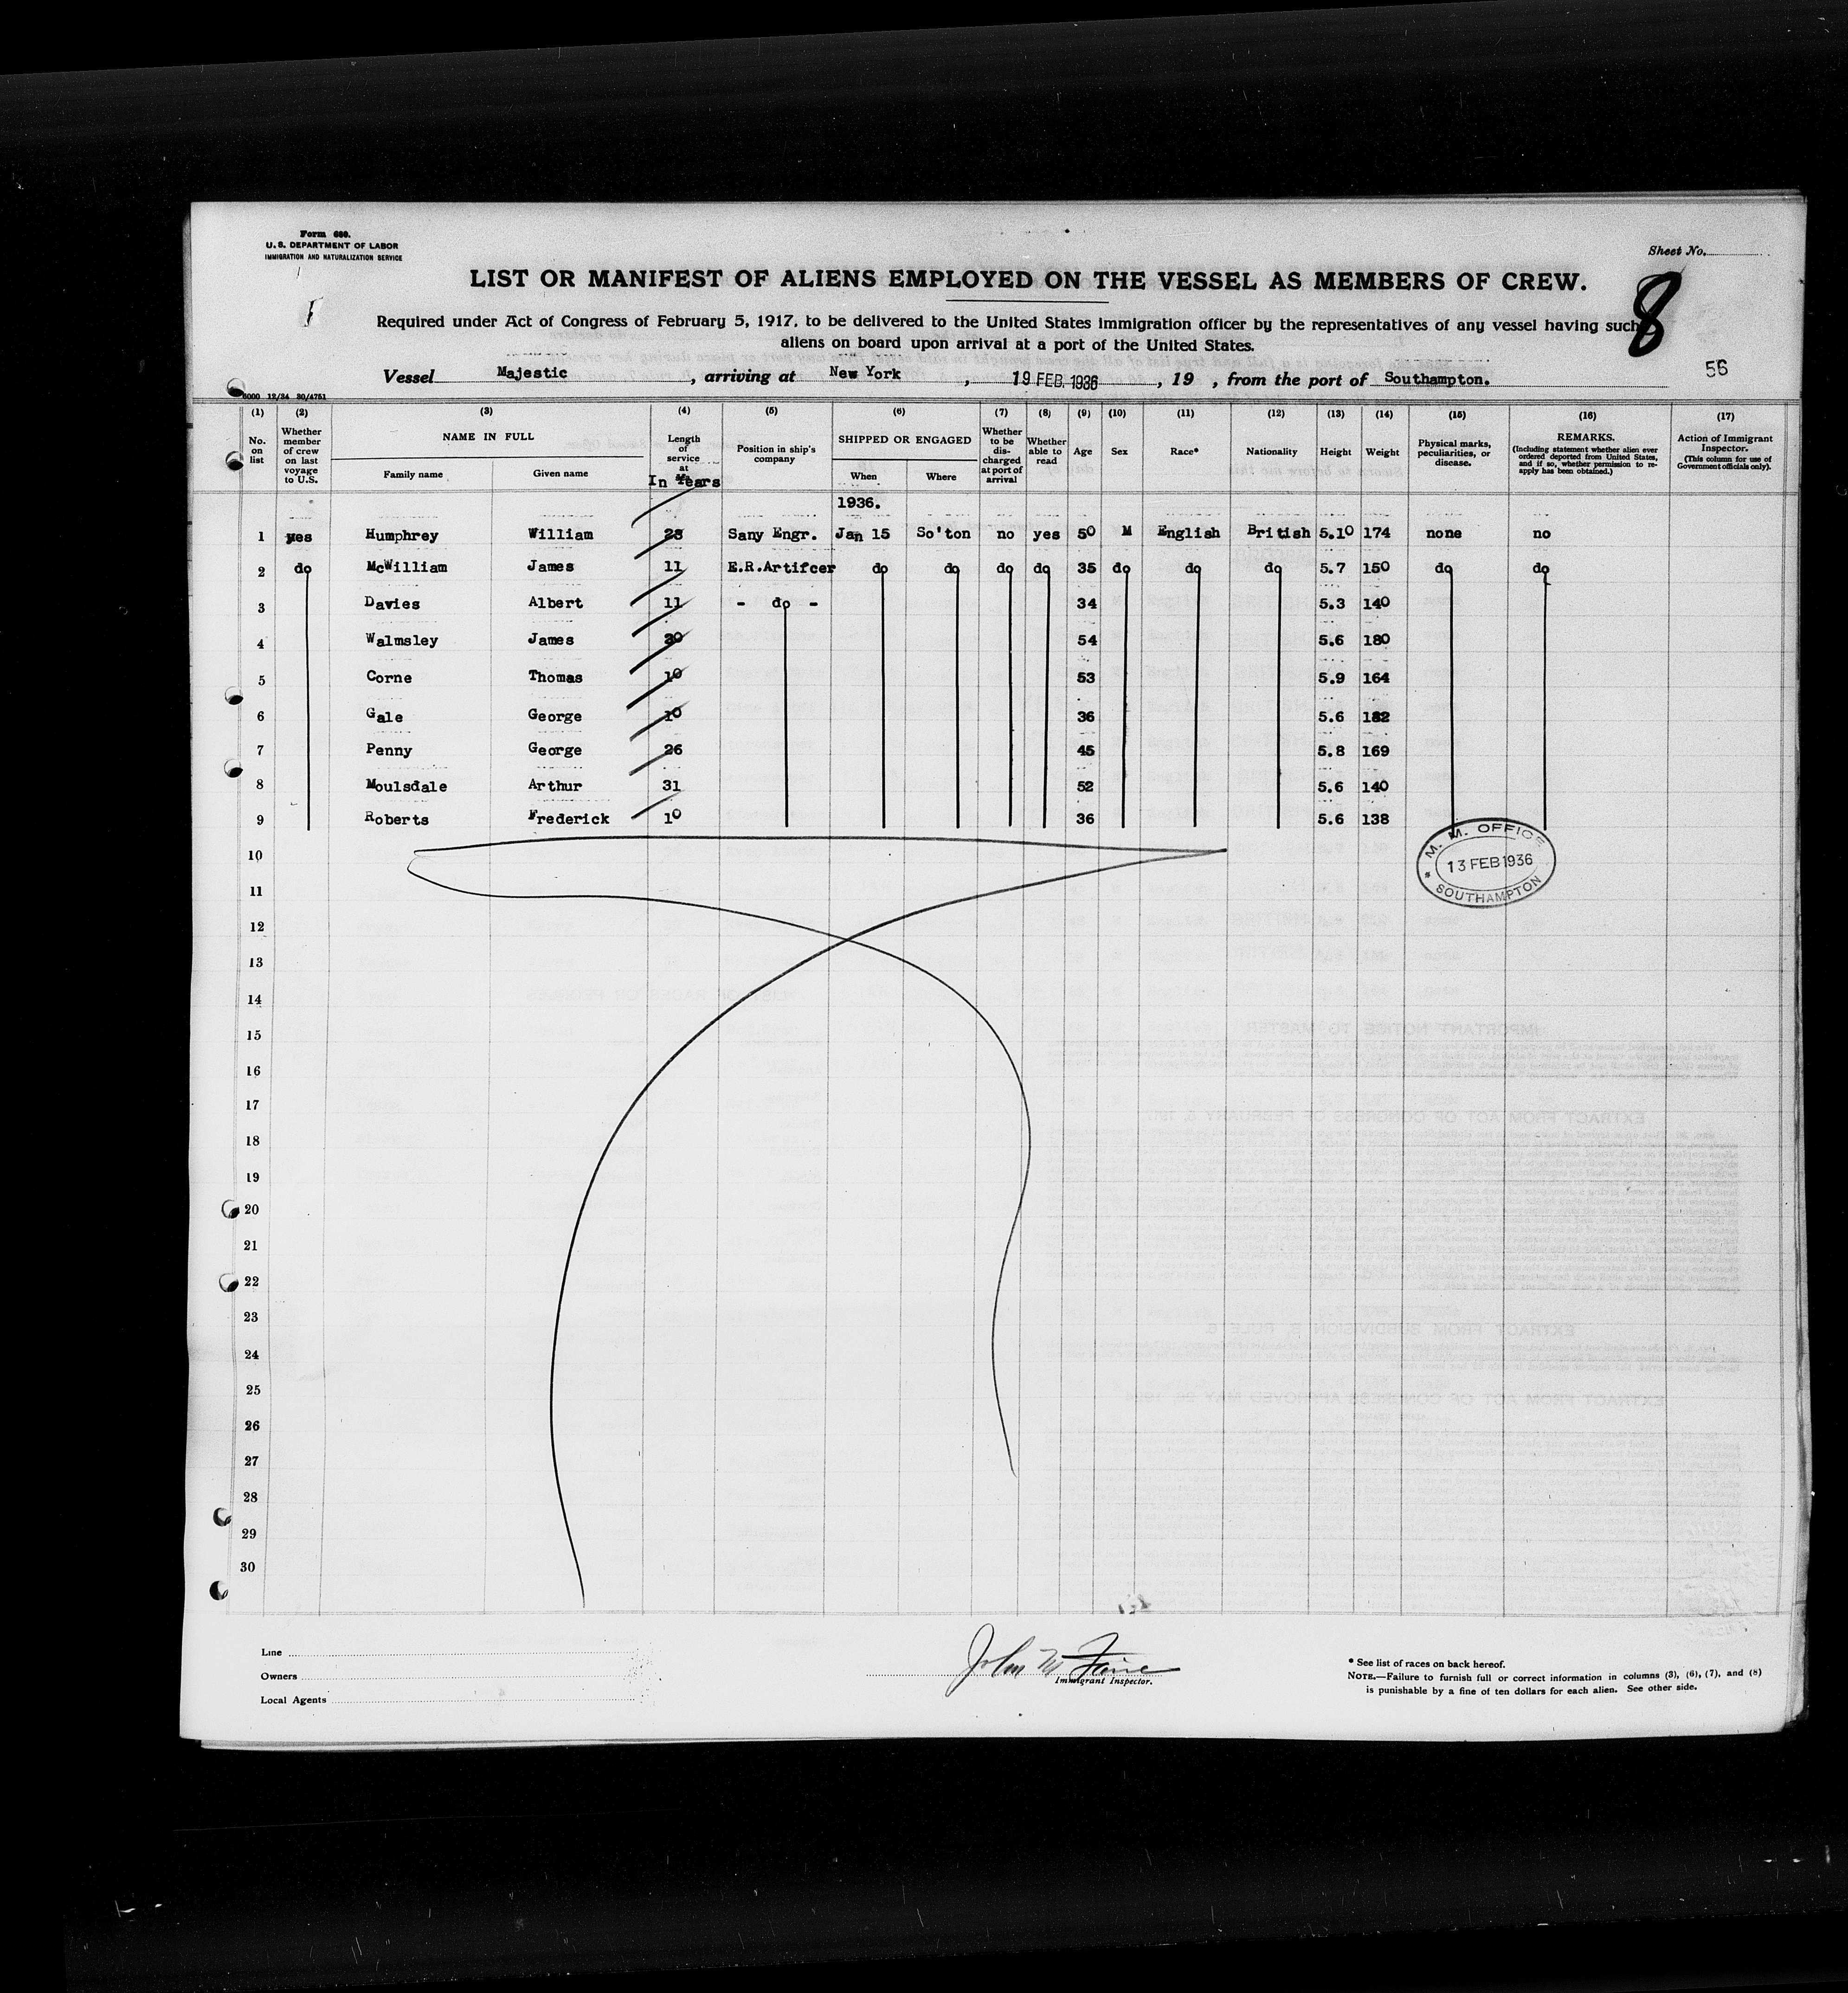 Form 680.
U. S. DEPARTMENT OF LABOR
IMMIGRATION AND NATURALIZATION SERVICE
Sheet No.
8
LIST OR MANIFEST OF ALIENS EMPLOYED ON THE VESSEL AS MEMBERS OF CREW.
Required under Act of Congress of February 5, 1917, to be delivered to the United States immigration officer by the representatives of any vessel having such
aliens on board upon arrival at a port of the United States.
56
Vessel Majestic , arriving at New York , 19 FEB. 1936 , 19 , from the port of Southampton.
5000 12/34 30/4751
(1) (2) (3) (4) (5) (6) (7) (8) (9) (10) (11) (12) (13) (14) (15) (16) (17)
No. on list Whether member of crew on last voyage to U.S. NAME IN FULL Family name Given name Length of service at In Years Position in ship's company SHIPPED OR ENGAGED When Where Whether to be discharged at port of arrival Whether able to read Age Sex Race* Nationality Height Weight Physical marks, peculiarities, or disease. REMARKS. (Including statement whether alien ever ordered deported from United States, and if so, whether permission to reapply has been obtained.) Action of Immigrant Inspector. (This column for use of Government officials only).
1936.
1 yes Humphrey William 28 Sany Engr. Jan 15 So'ton no yes 50 M English British 5.10 174 none no
2 do McWilliam James 11 E.R.Artifcer do do do do 35 do do do 5.7 150 do do
3 Davies Albert 11 - do - 34 5.3 140
4 Walmsley James 54 5.6 180
5 Corne Thomas 10 53 5.9 164
6 Gale George 10 36 5.6 182
7 Penny George 26 45 5.8 169
8 Moulsdale Arthur 31 52 5.6 140
9 Roberts Frederick 10 36 5.6 138
M. M. OFFICE
13 FEB 1936
SOUTHAMPTON
10
11
12
13
14
15
16
17
18
19
20
21
22
23
24
25
26
27
28
29
30
Line
Owners
Local Agents
John M
Immigrant Inspector.
* See list of races on back hereof.
NOTE.—Failure to furnish full or correct information in columns (3), (6), (7), and (8)
is punishable by a fine of ten dollars for each alien. See other side.